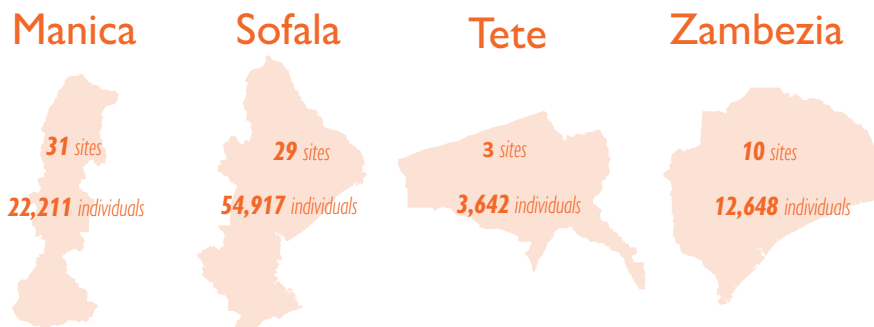 Manica
31 sites
22,211 individuals
Sofala
29 sites
54,917 individuals
Tete
3 sites
3,642 individuals
Zambezia
10 sites
12,648 individuals